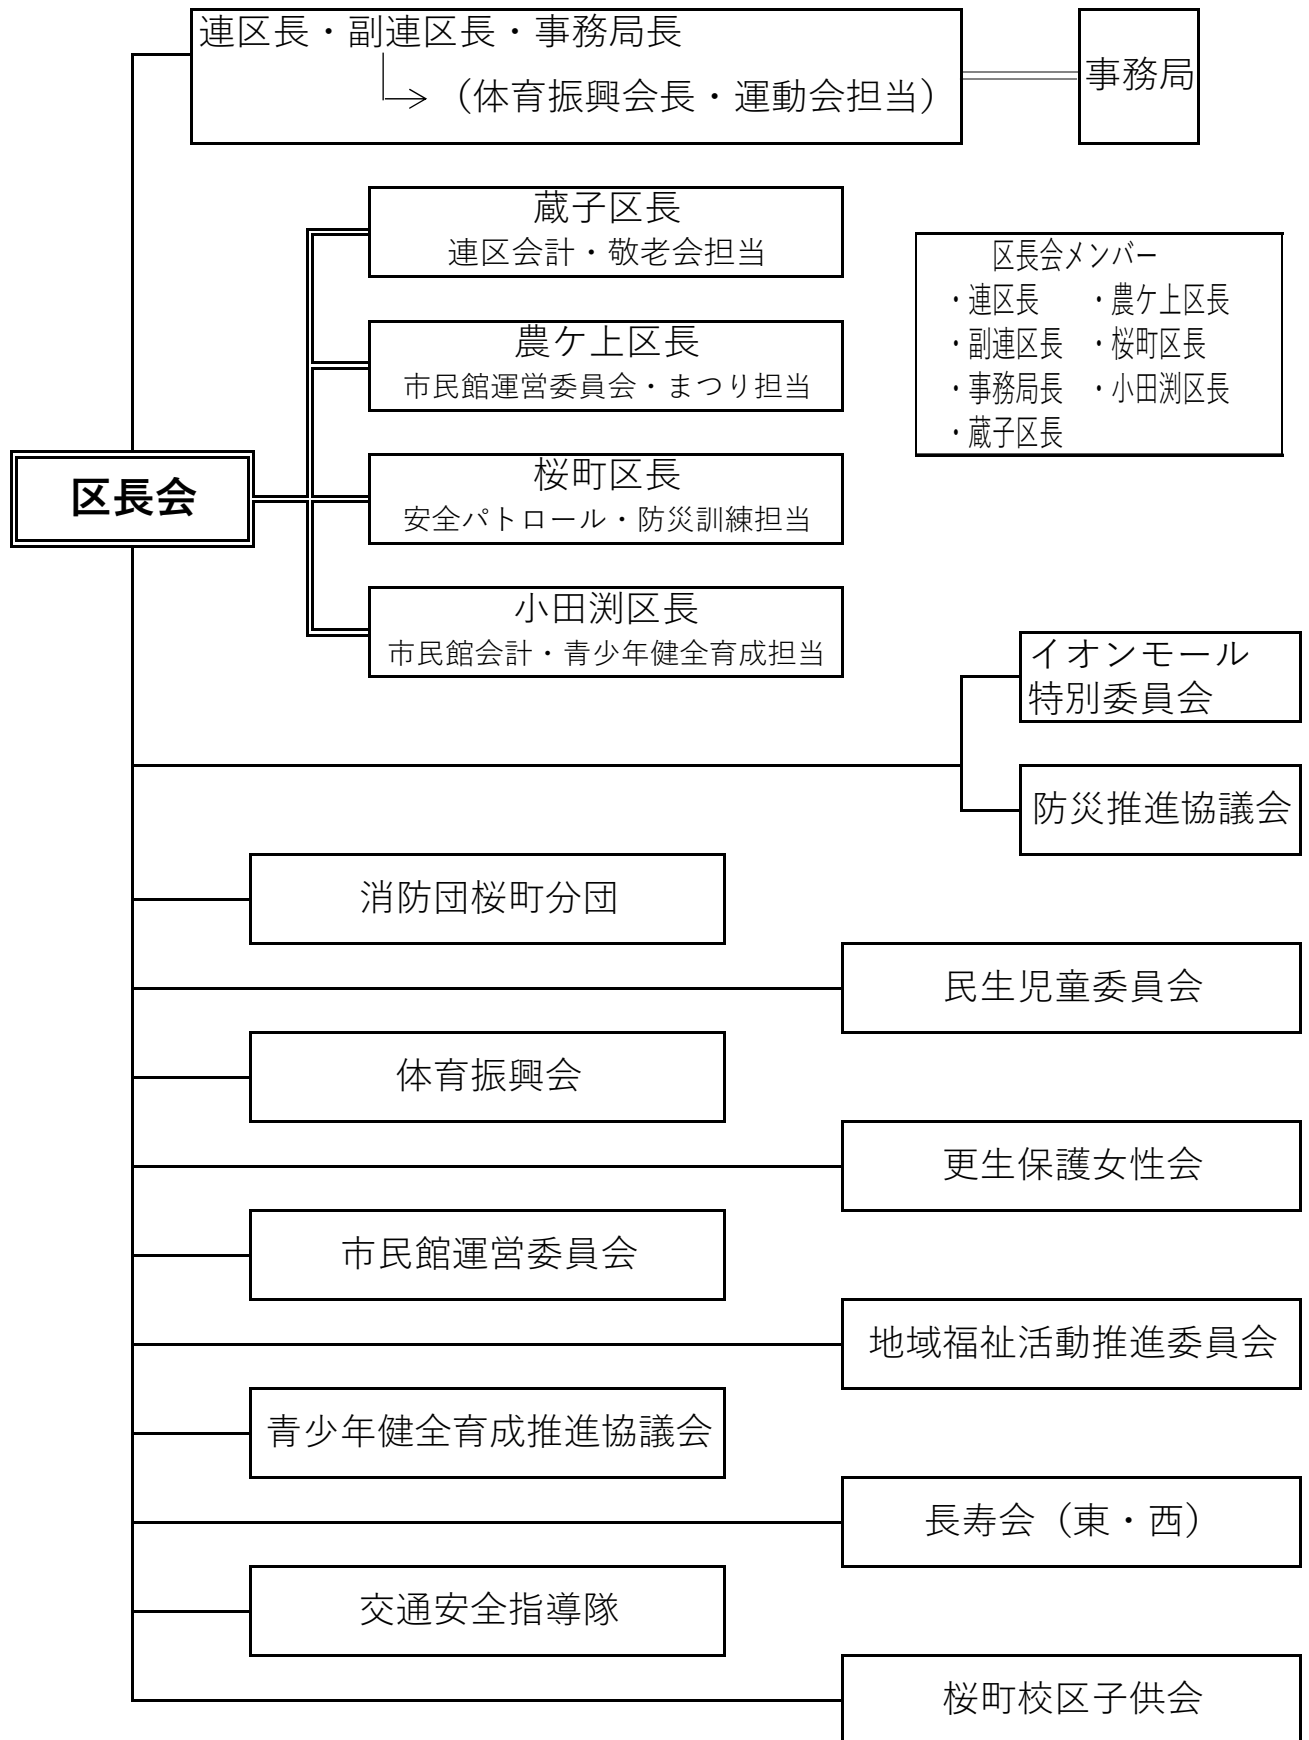 連区長・副連区長・事務局長
（体育振興会長・運動会担当）
事務局
蔵子区長
連区会計・敬老会担当
区長会メンバー
・連区長　・農ケ上区長
・副連区長　・桜町区長
・事務局長　・小田渕区長
・蔵子区長
農ケ上区長
市民館運営委員会・まつり担当
区長会
桜町区長
安全パトロール・防災訓練担当
小田渕区長
市民館会計・青少年健全育成担当
イオンモール
特別委員会
防災推進協議会
消防団桜町分団
民生児童委員会
体育振興会
更生保護女性会
市民館運営委員会
地域福祉活動推進委員会
青少年健全育成推進協議会
長寿会（東・西）
交通安全指導隊
桜町校区子供会